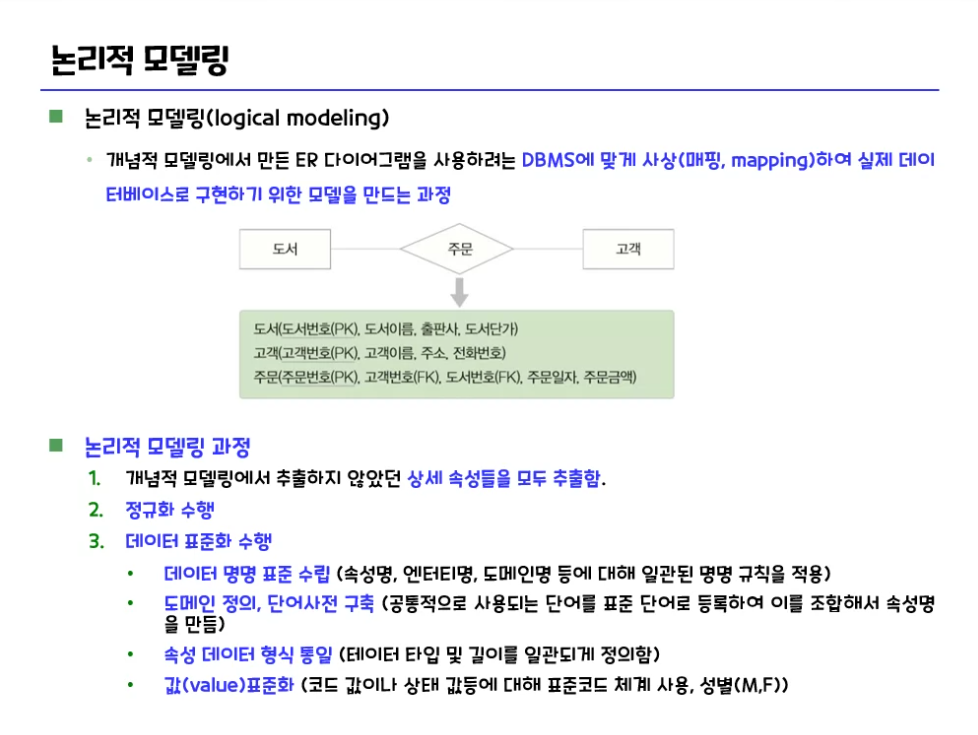 논리적 모델링
논리적 모델링(logical modeling)
개념적 모델링에서 만든 ER 다이어그램을 사용하려는 DBMS에 맞게 사상(매핑, mapping)하여 실제 데이
터베이스로 구현하기 위한 모델을 만드는 과정
도서 주문 고객
도서(도서번호(PK), 도서이름, 출판사, 도서단가)
고객(고객번호(PK), 고객이름, 주소, 전화번호)
주문(주문번호(PK), 고객번호(FK), 도서번호(FK), 주문일자, 주문금액)
논리적 모델링 과정
1. 개념적 모델링에서 추출하지 않았던 상세 속성들을 모두 추출함.
2. 정규화 수행
3. 데이터 표준화 수행
• 데이터 명명 표준 수립 (속성명, 엔터티명, 도메인명 등에 대해 일관된 명명 규칙을 적용)
• 도메인 정의, 단어사전 구축 (공통적으로 사용되는 단어를 표준 단어로 등록하여 이를 조합해서 속성명
을 만듬)
• 속성 데이터 형식 통일 (데이터 타입 및 길이를 일관되게 정의함)
• 값(value)표준화 (코드 값이나 상태 값등에 대해 표준코드 체계 사용, 성별(M,F))